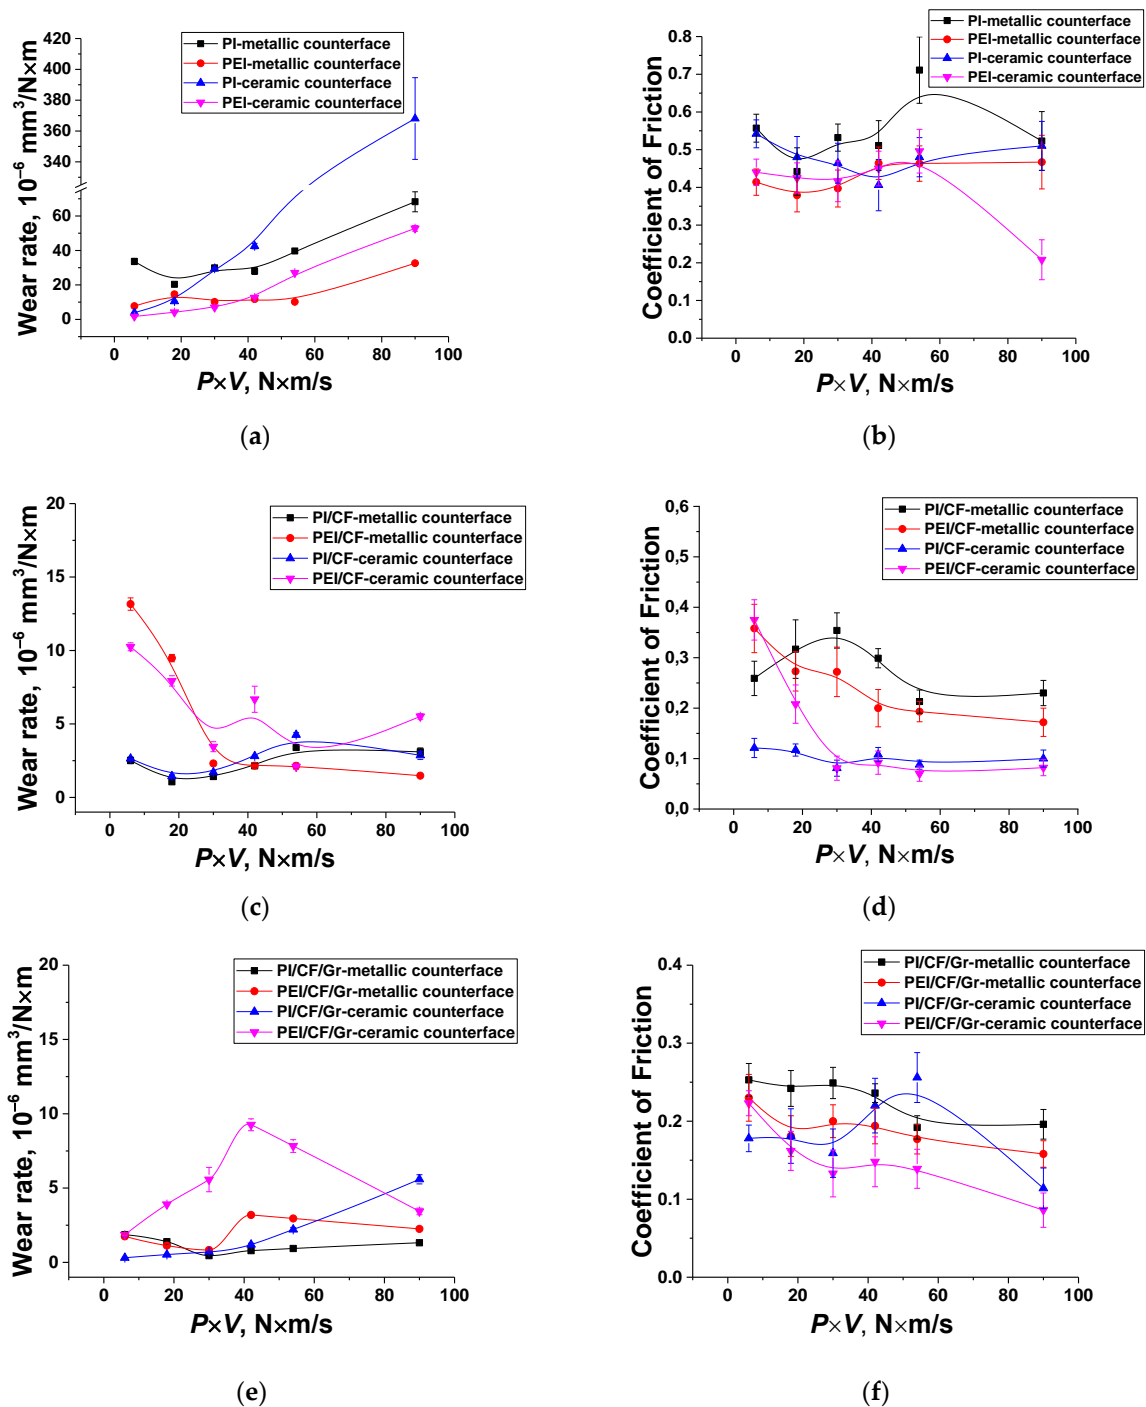 PI-metallic counterface
PEI-metallic counterface
PI-ceramic counterface
PEI-ceramic counterface
420
400
380
360
340
60
40
20
0
0 20 40 60 80 100
Wear rate, 10⁻⁶ mm³/N×m
P×V, N×m/s
(a)
PI-metallic counterface
PEI-metallic counterface
PI-ceramic counterface
PEI-ceramic counterface
0.8
0.7
0.6
0.5
0.4
0.3
0.2
0.1
0.0
0 20 40 60 80 100
Coefficient of Friction
P×V, N×m/s
(b)
PI/CF-metallic counterface
PEI/CF-metallic counterface
PI/CF-ceramic counterface
PEI/CF-ceramic counterface
20
15
10
5
0
0 20 40 60 80 100
Wear rate, 10⁻⁶ mm³/N×m
P×V, N×m/s
(c)
PI/CF-metallic counterface
PEI/CF-metallic counterface
PI/CF-ceramic counterface
PEI/CF-ceramic counterface
0,6
0,5
0,4
0,3
0,2
0,1
0,0
0 20 40 60 80 100
Coefficient of Friction
P×V, N×m/s
(d)
PI/CF/Gr-metallic counterface
PEI/CF/Gr-metallic counterface
PI/CF/Gr-ceramic counterface
PEI/CF/Gr-ceramic counterface
20
15
10
5
0
0 20 40 60 80 100
Wear rate, 10⁻⁶ mm³/N×m
P×V, N×m/s
(e)
PI/CF/Gr-metallic counterface
PEI/CF/Gr-metallic counterface
PI/CF/Gr-ceramic counterface
PEI/CF/Gr-ceramic counterface
0.4
0.3
0.2
0.1
0.0
0 20 40 60 80 100
Coefficient of Friction
P×V, N×m/s
(f)